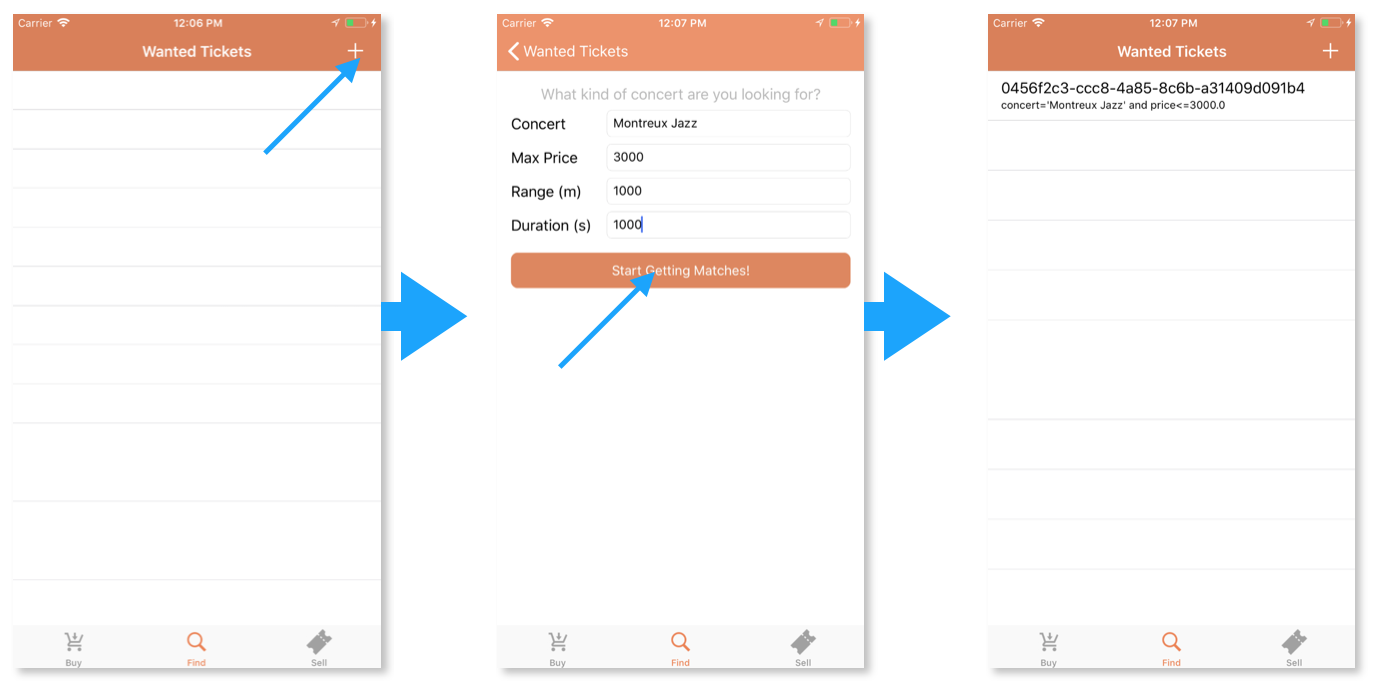 Carrier 12:06 PM
Wanted Tickets
Buy Find Sell
Carrier 12:07 PM
Wanted Tickets
What kind of concert are you looking for?
Concert Montreux Jazz
Max Price 3000
Range (m) 1000
Duration (s) 1000
Start Getting Matches!
Buy Find Sell
Carrier 12:07 PM
Wanted Tickets
0456f2c3-ccc8-4a85-8c6b-a31409d091b4
concert='Montreux Jazz' and price<=3000.0
Buy Find Sell